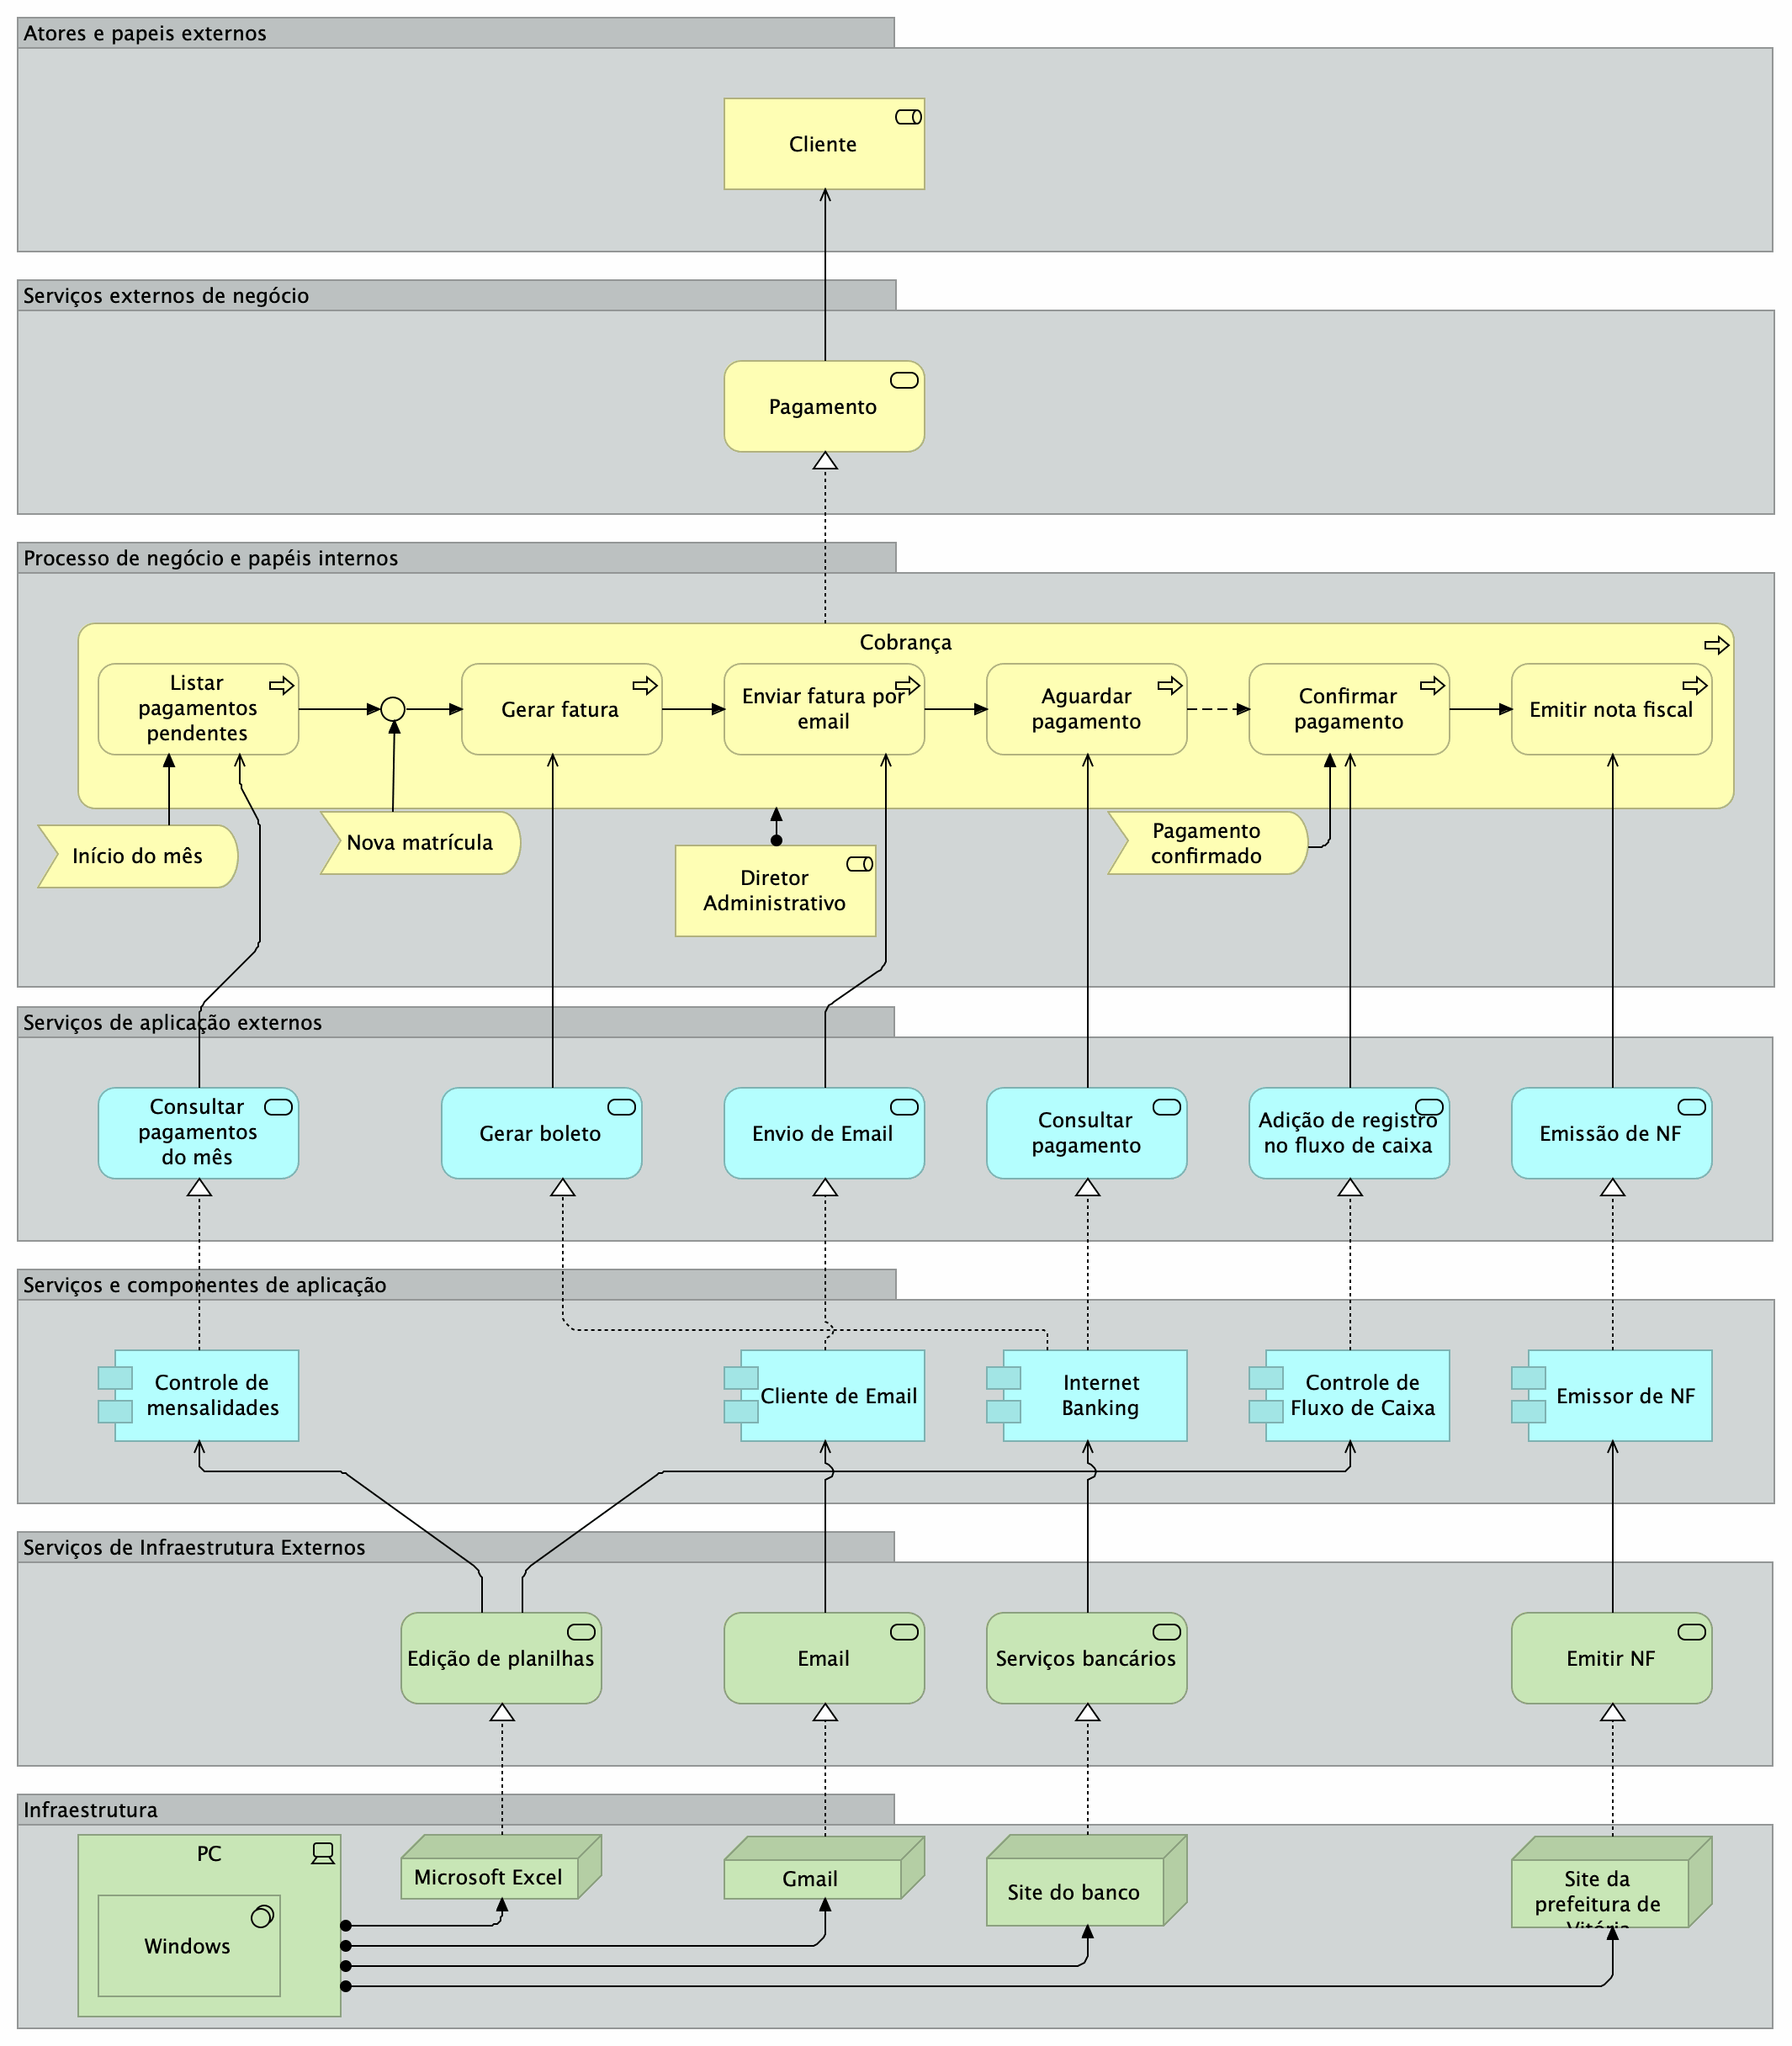 Atores e papeis externos
Cliente
Serviços externos de negócio
Pagamento
Processo de negócio e papéis internos
Cobrança
Listar
pagamentos
pendentes
Gerar fatura
Enviar fatura por
email
Aguardar
pagamento
Confirmar
pagamento
Emitir nota fiscal
Início do mês
Nova matrícula
Diretor
Administrativo
Pagamento
confirmado
Serviços de aplicação externos
Consultar
pagamentos
do mês
Gerar boleto
Envio de Email
Consultar
pagamento
Adição de registro
no fluxo de caixa
Emissão de NF
Serviços e componentes de aplicação
Controle de
mensalidades
Cliente de Email
Internet
Banking
Controle de
Fluxo de Caixa
Emissor de NF
Serviços de Infraestrutura Externos
Edição de planilhas
Email
Serviços bancários
Emitir NF
Infraestrutura
PC
Windows
Microsoft Excel
Gmail
Site do banco
Site da
prefeitura de
Vitória